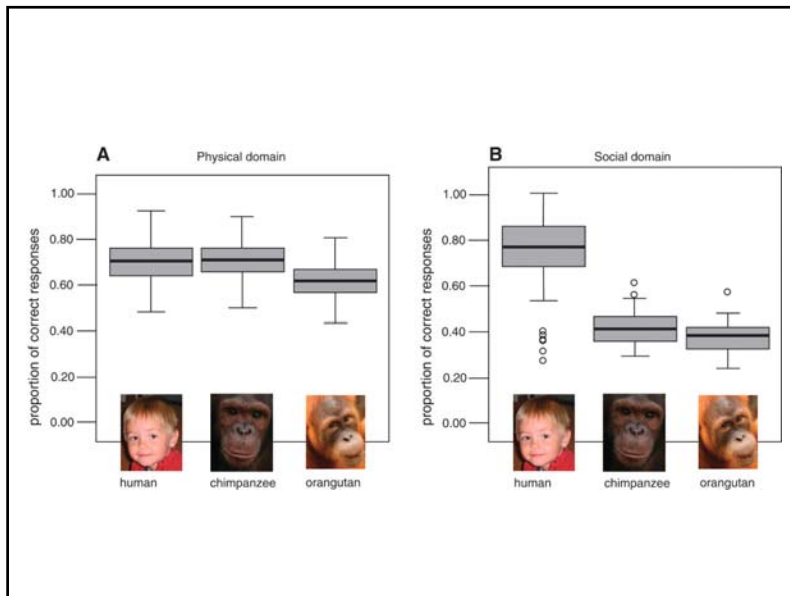 A
Physical domain
proportion of correct responses
1.00
0.80
0.60
0.40
0.20
0.00
human chimpanzee orangutan
B
Social domain
proportion of correct responses
1.00
0.80
0.60
0.40
0.20
0.00
human chimpanzee orangutan